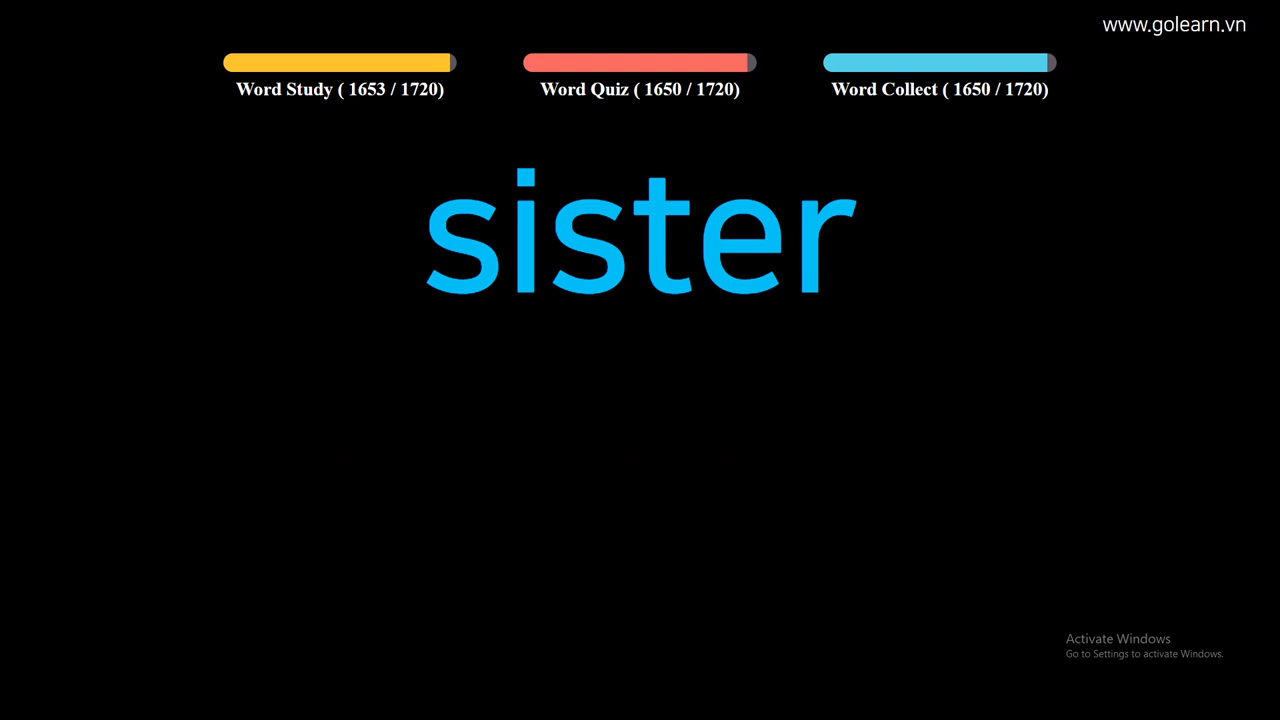 www.golearn.vn
Word Study ( 1653 / 1720)
Word Quiz ( 1650 / 1720)
Word Collect ( 1650 / 1720)
sister
Activate Windows
Go to Settings to activate Windows.